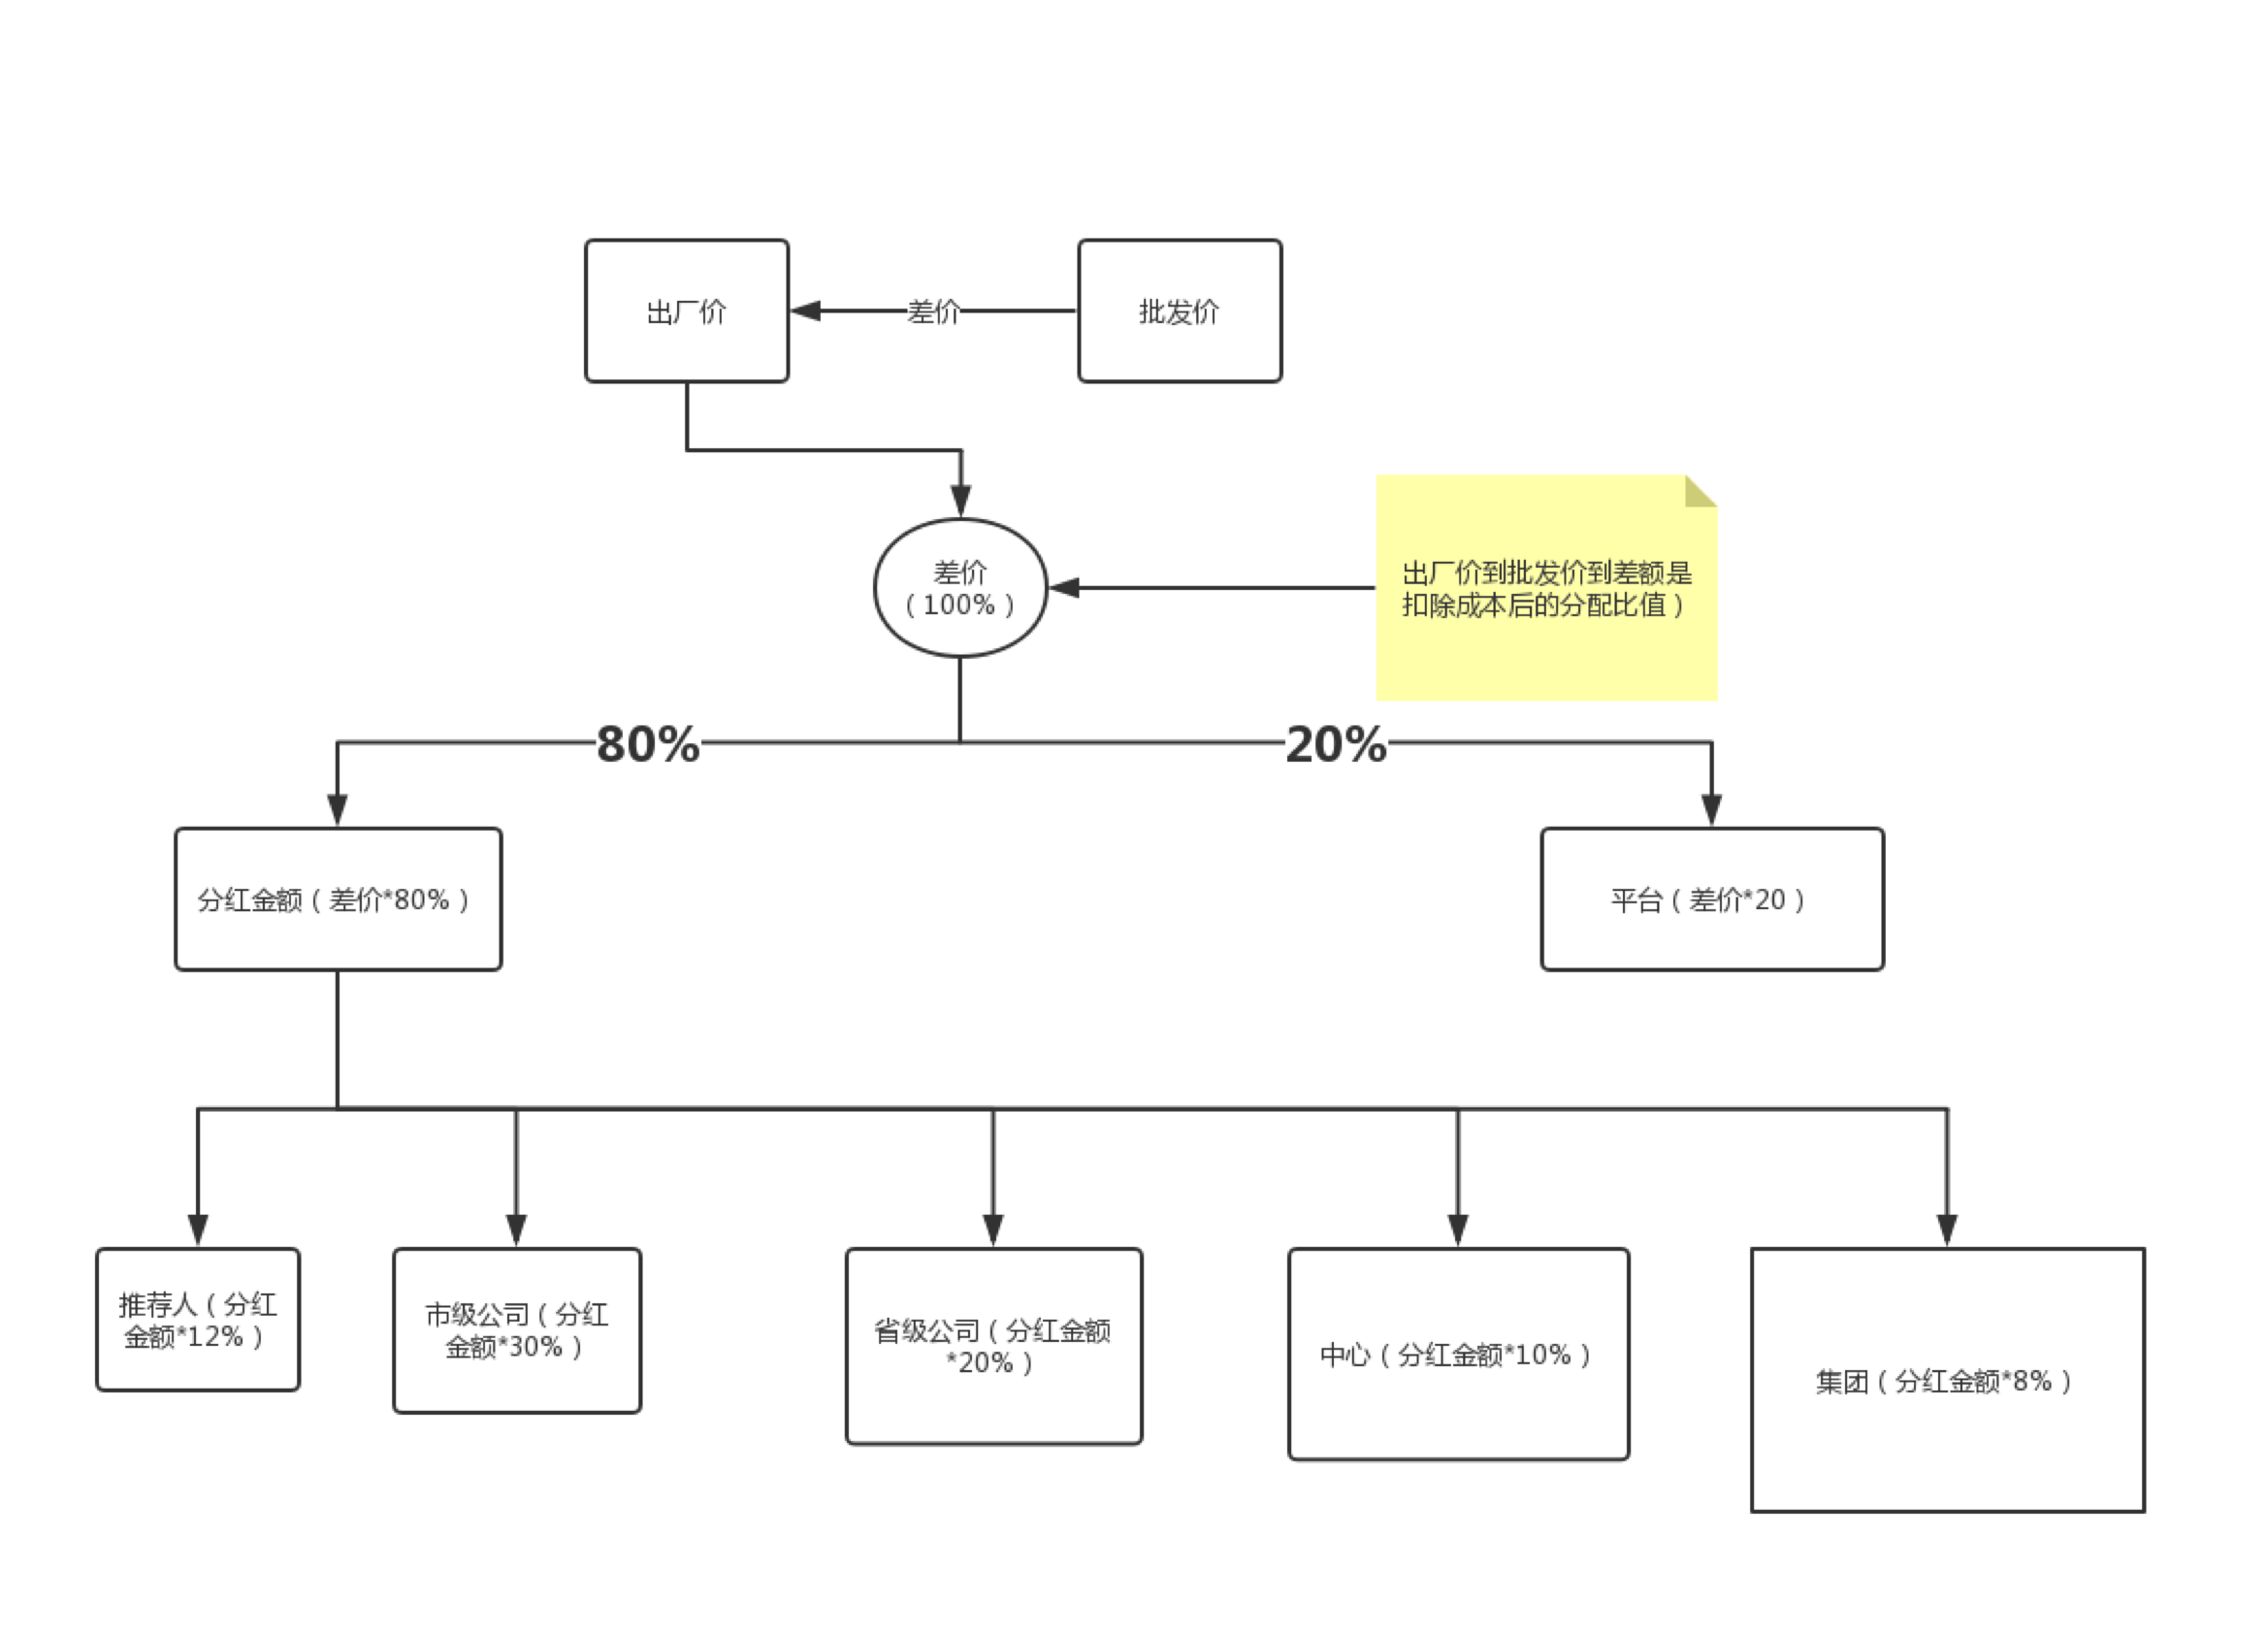 出厂价
差价
批发价
差价
（100%）
出厂价到批发价到差额是
扣除成本后的分配比值）
80%
20%
分红金额（差价*80%）
平台（差价*20）
推荐人（分红
金额*12%）
市级公司（分红
金额*30%）
省级公司（分红金额
*20%）
中心（分红金额*10%）
集团（分红金额*8%）